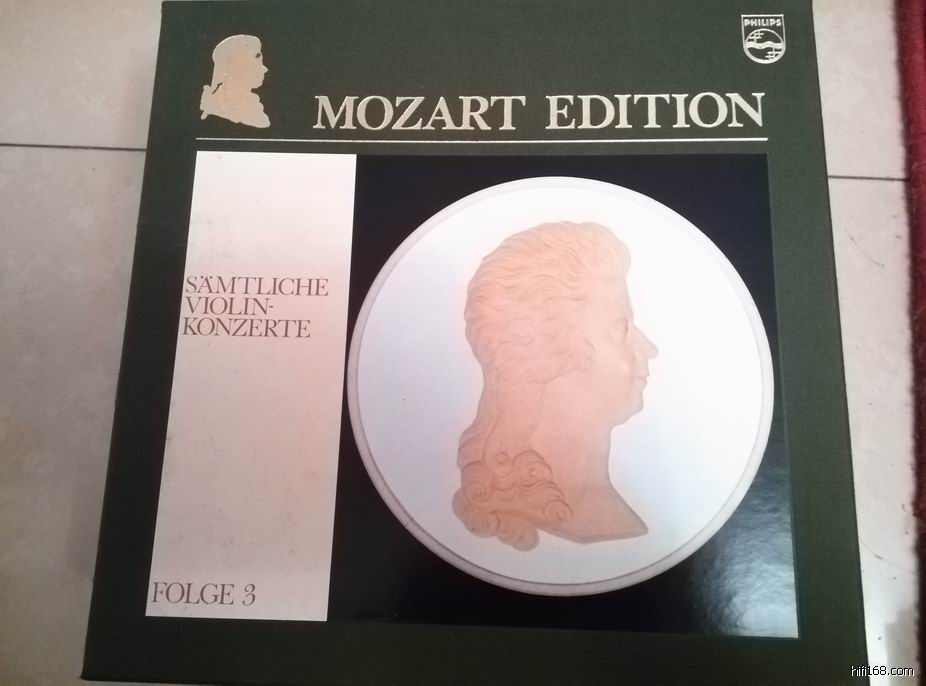 PHILIPS
MOZART EDITION
SÄMTLICHE
VIOLIN-
KONZERTE
FOLGE 3
hifi168.com